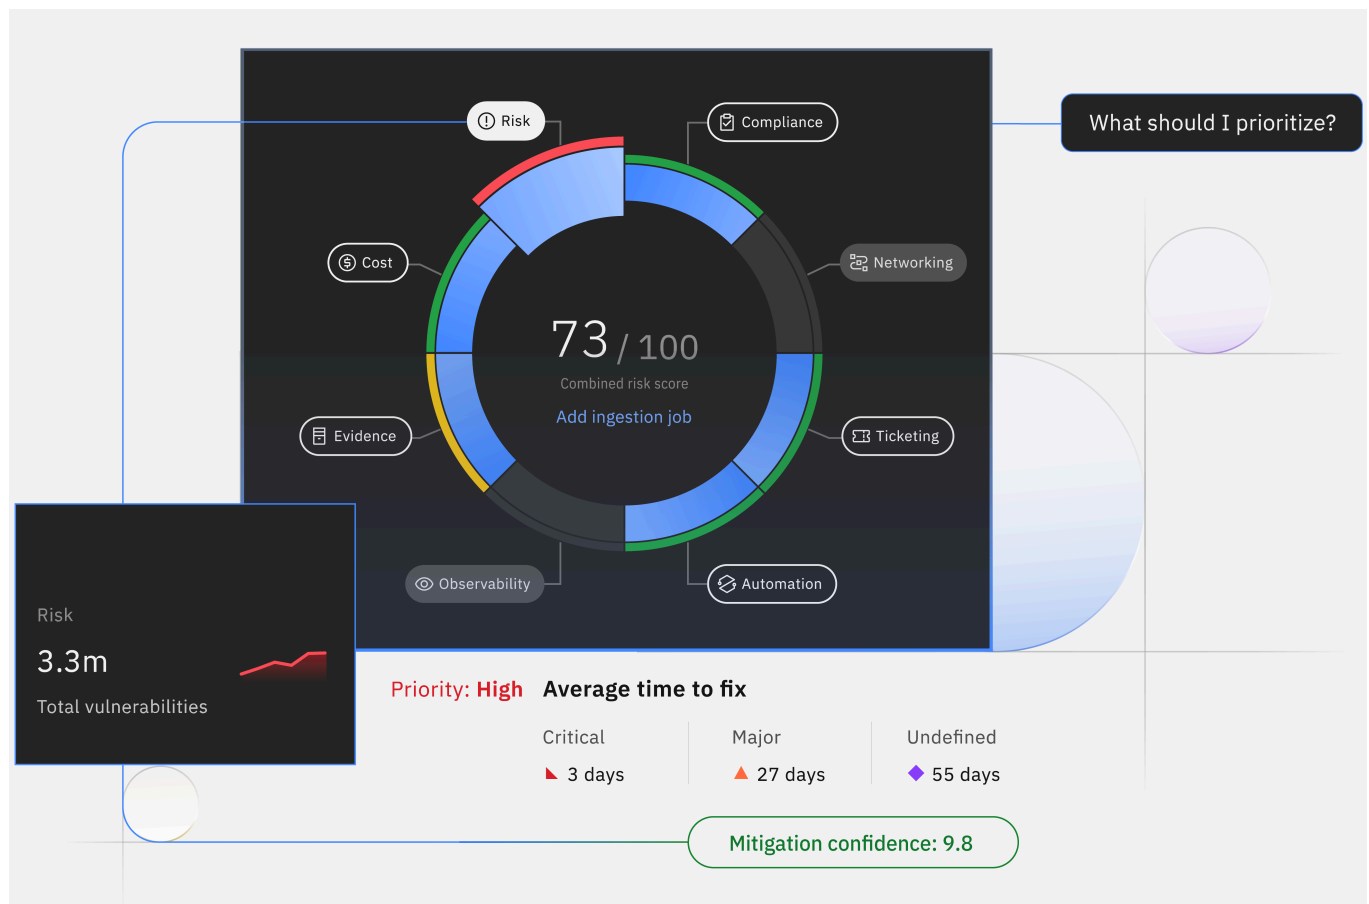 Risk
Compliance
What should I prioritize?
Cost
Networking
73 / 100
Combined risk score
Add ingestion job
Evidence
Ticketing
Observability
Automation
Risk
3.3m
Total vulnerabilities
Priority: High
Average time to fix
Critical
Major
Undefined
3 days
27 days
55 days
Mitigation confidence: 9.8